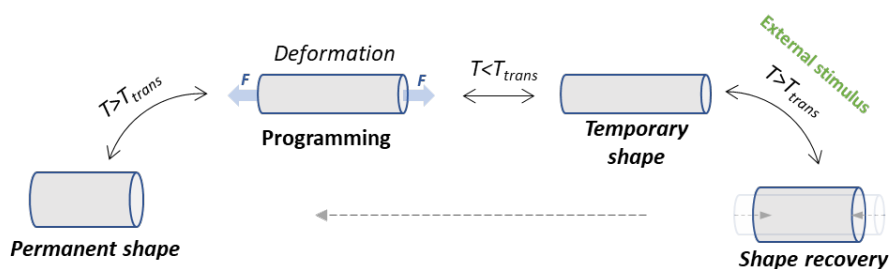 Deformation
F
F
T>T_trans
Programming
T<T_trans
Temporary
shape
External stimulus
T>T_trans
Permanent shape
Shape recovery